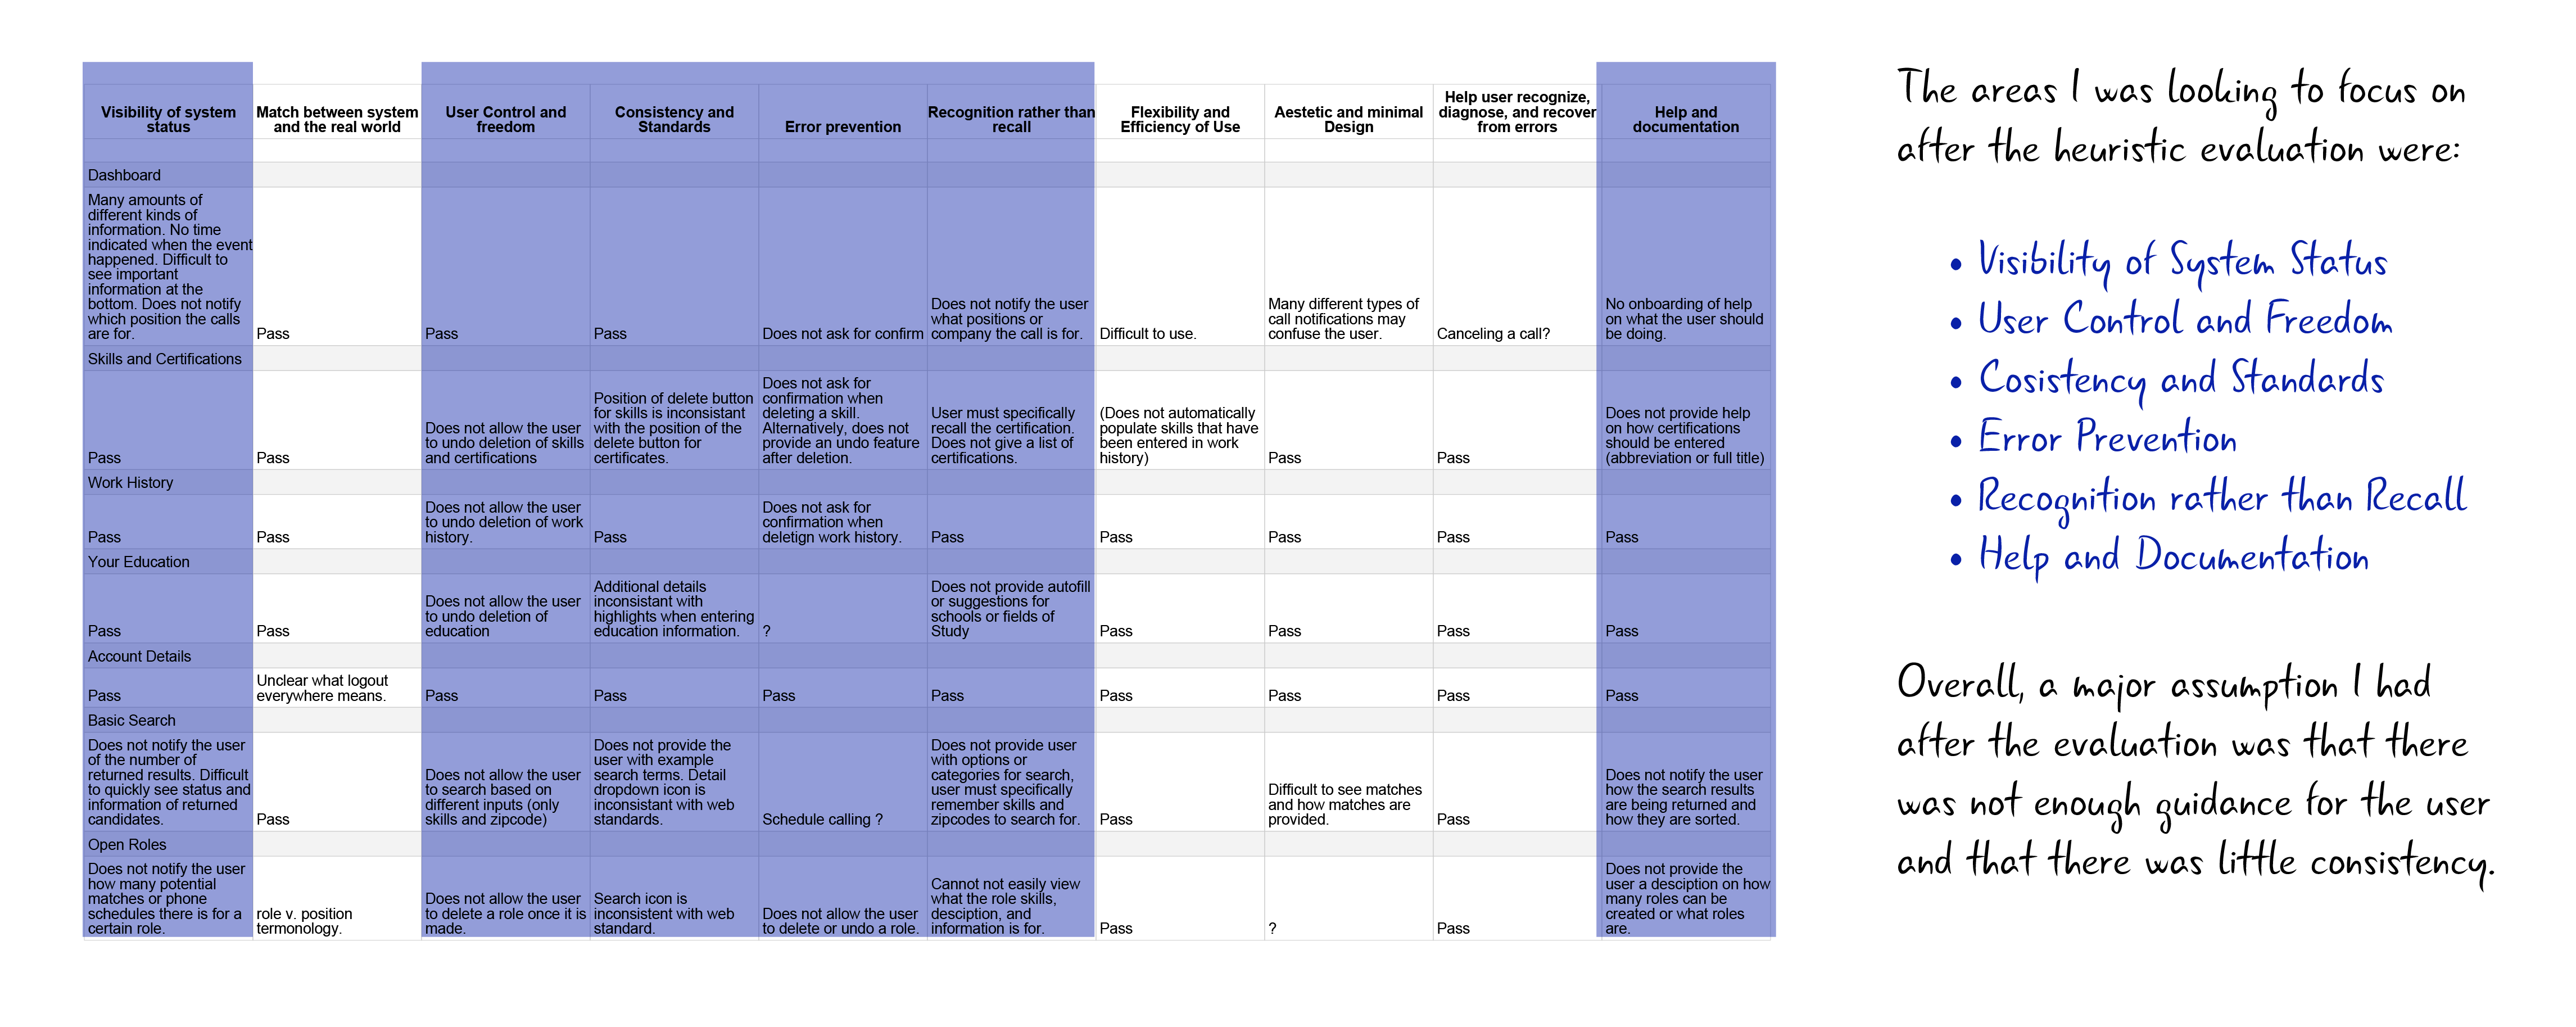 Visibility of system
status
Match between system
and the real world
User Control and
freedom
Consistency and
Standards
Error prevention
Recognition rather than
recall
Flexibility and
Efficiency of Use
Aestetic and minimal
Design
Help user recognize,
diagnose, and recover
from errors
Help and
documentation
Dashboard
Many amounts of
different kinds of
information. No time
indicated when the event
happened. Difficult to
see important
information at the
bottom. Does not notify
which position the calls
are for.
Pass
Pass
Pass
Does not ask for confirm
Does not notify the user
what positions or
company the call is for.
Difficult to use.
Many different types of
call notifications may
confuse the user.
Canceling a call?
No onboarding of help
on what the user should
be doing.
Skills and Certifications
Pass
Pass
Does not allow the user
to undo deletion of skills
and certifications
Position of delete button
for skills is inconsistant
with the position of the
delete button for
certificates.
Does not ask for
confirmation when
deleting a skill.
Alternatively, does not
provide an undo feature
after deletion.
User must specifically
recall the certification.
Does not give a list of
certifications.
(Does not automatically
populate skills that have
been entered in work
history)
Pass
Pass
Does not provide help
on how certifications
should be entered
(abbreviation or full title)
Work History
Pass
Pass
Does not allow the user
to undo deletion of work
history.
Pass
Does not ask for
confirmation when
deletign work history.
Pass
Pass
Pass
Pass
Pass
Your Education
Pass
Pass
Does not allow the user
to undo deletion of
education
Additional details
inconsistant with
highlights when entering
education information.
?
Does not provide autofill
or suggestions for
schools or fields of
Study
Pass
Pass
Pass
Pass
Account Details
Pass
Unclear what logout
everywhere means.
Pass
Pass
Pass
Pass
Pass
Pass
Pass
Pass
Basic Search
Does not notify the user
of the number of
returned results. Difficult
to quickly see status and
information of returned
candidates.
Pass
Does not allow the user
to search based on
different inputs (only
skills and zipcode)
Does not provide the
user with example
search terms. Detail
dropdown icon is
inconsistant with web
standards.
Schedule calling ?
Does not provide user
with options or
categories for search,
user must specifically
remember skills and
zipcodes to search for.
Pass
Difficult to see matches
and how matches are
provided.
Pass
Does not notify the user
how the search results
are being returned and
how they are sorted.
Open Roles
Does not notify the user
how many potential
matches or phone
schedules there is for a
certain role.
role v. position
termonology.
Does not allow the user
to delete a role once it is
made.
Search icon is
inconsistent with web
standard.
Does not allow the user
to delete or undo a role.
Cannot not easily view
what the role skills,
desciption, and
information is for.
Pass
?
Pass
Does not provide the
user a desciption on how
many roles can be
created or what roles
are.
The areas I was looking to focus on
after the heuristic evaluation were:
• Visibility of System Status
• User Control and Freedom
• Cosistency and Standards
• Error Prevention
• Recognition rather than Recall
• Help and Documentation
Overall, a major assumption I had
after the evaluation was that there
was not enough guidance for the user
and that there was little consistency.